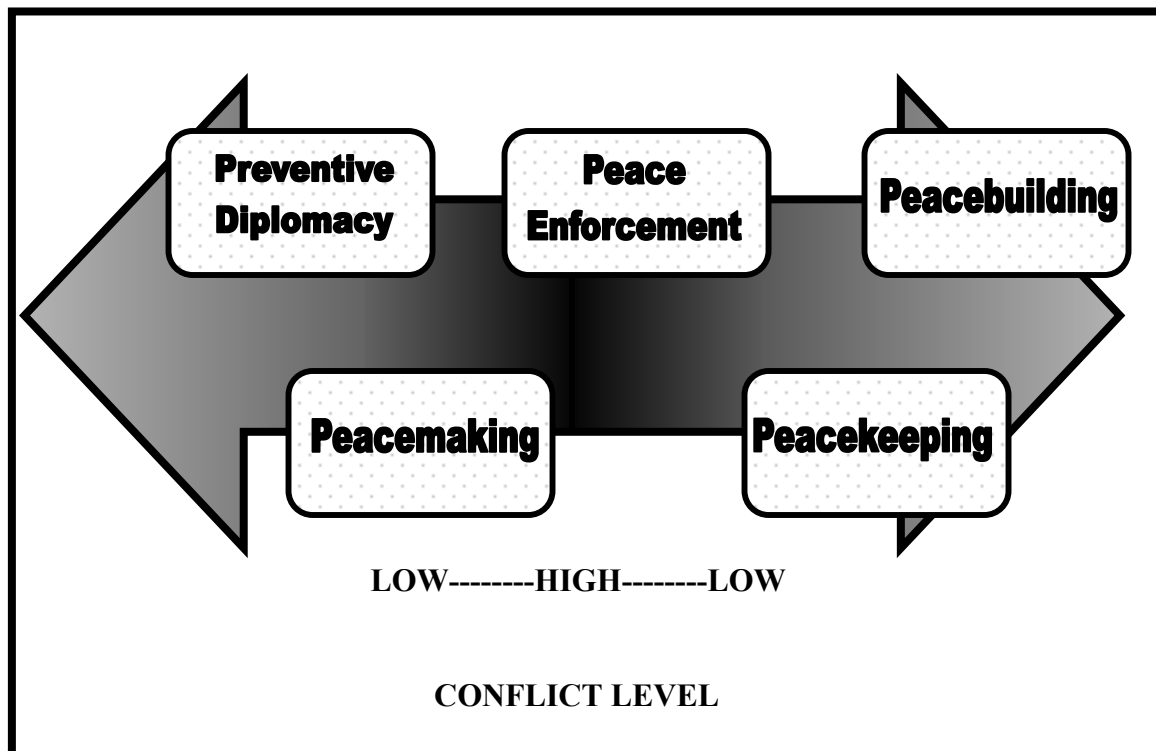 Preventive
Diplomacy
Peace
Enforcement
Peacebuilding
Peacemaking
Peacekeeping
LOW--------HIGH--------LOW
CONFLICT LEVEL